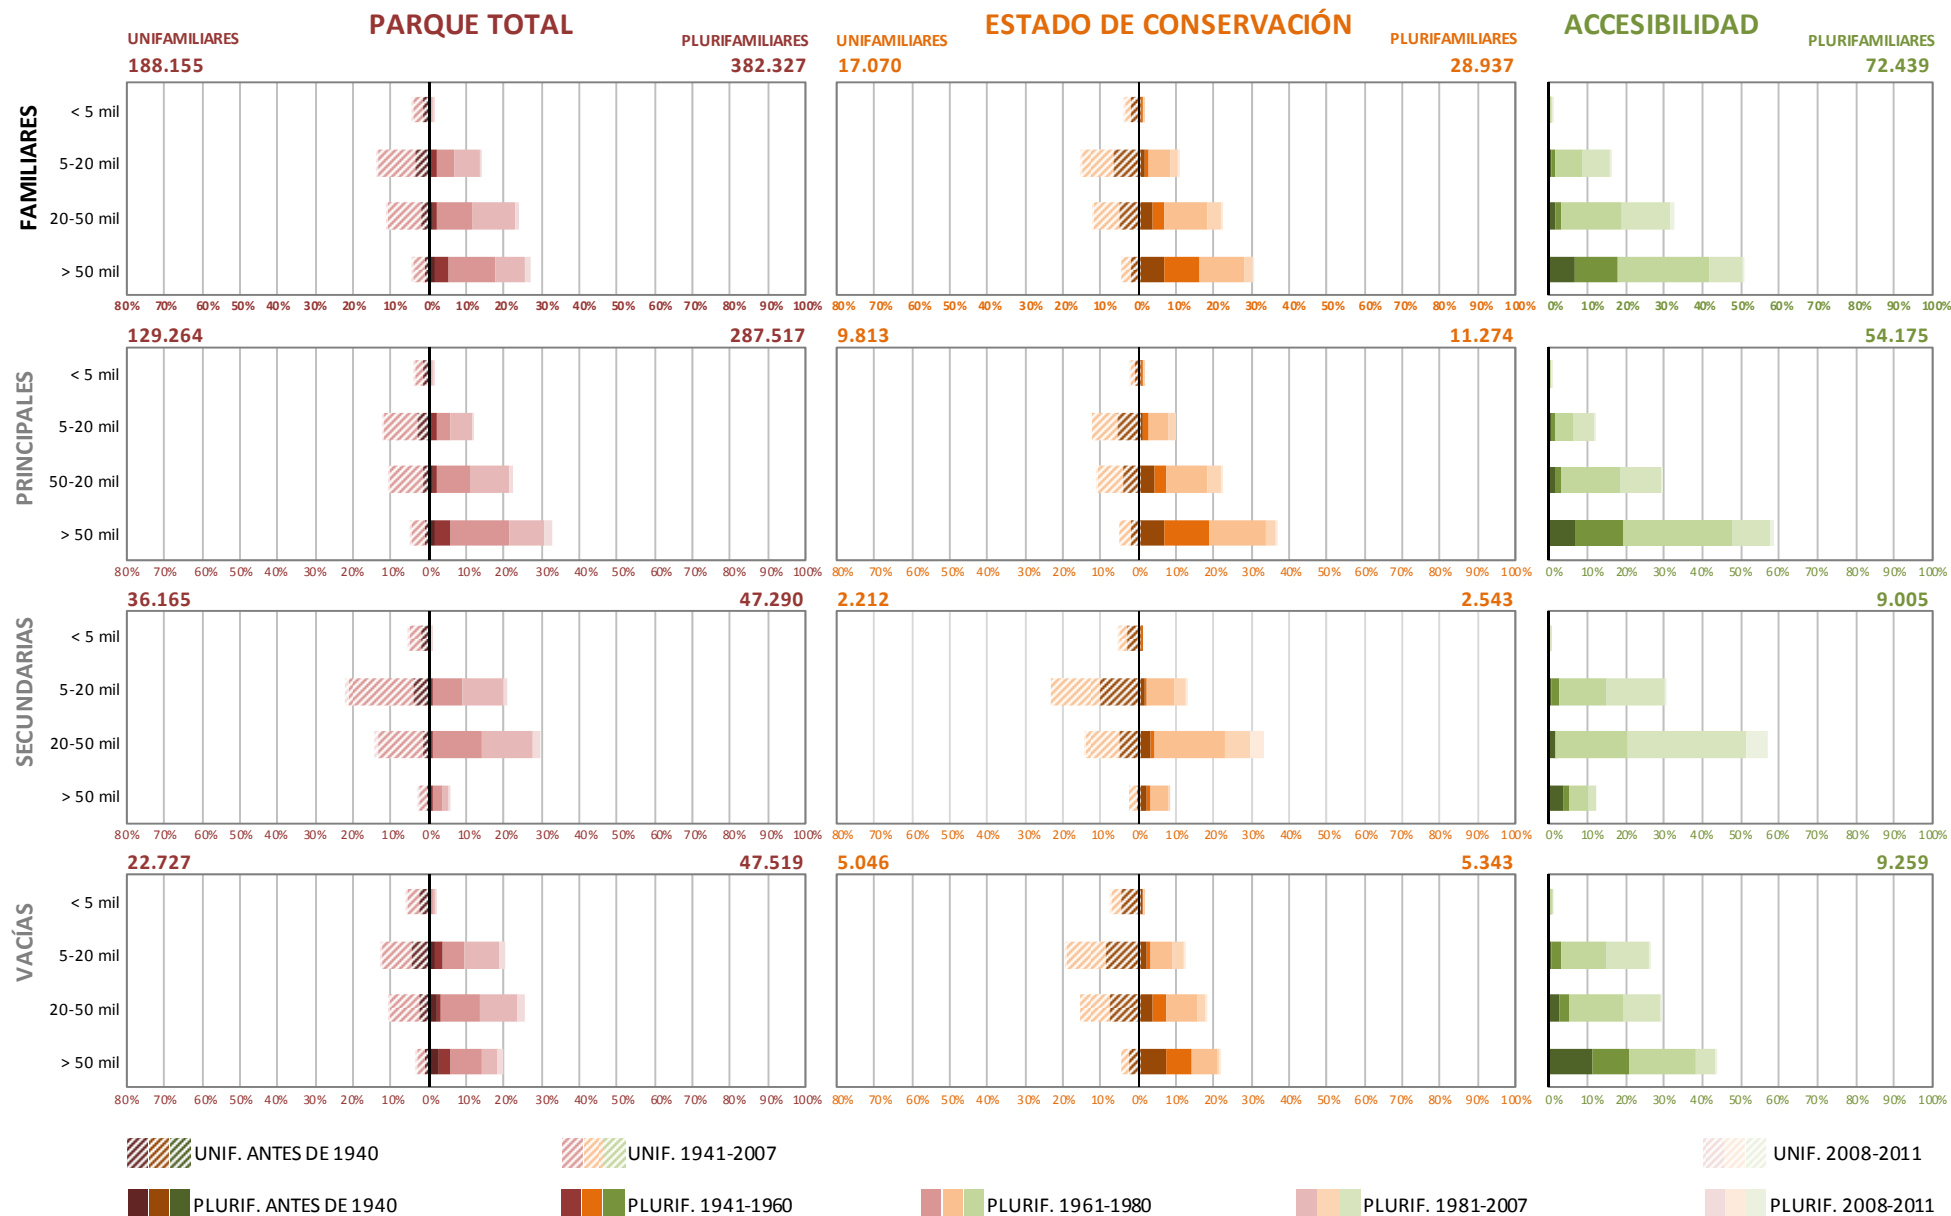 PARQUE TOTAL ESTADO DE CONSERVACIÓN ACCESIBILIDAD
UNIFAMILIARES PLURIFAMILIARES UNIFAMILIARES PLURIFAMILIARES PLURIFAMILIARES
188.155 382.327 17.070 28.937 72.439
FAMILIARES
< 5 mil
5-20 mil
20-50 mil
> 50 mil
80% 70% 60% 50% 40% 30% 20% 10% 0% 10% 20% 30% 40% 50% 60% 70% 80% 90% 100% 80% 70% 60% 50% 40% 30% 20% 10% 0% 10% 20% 30% 40% 50% 60% 70% 80% 90% 100% 0% 10% 20% 30% 40% 50% 60% 70% 80% 90% 100%
129.264 287.517 9.813 11.274 54.175
PRINCIPALES
< 5 mil
5-20 mil
50-20 mil
> 50 mil
80% 70% 60% 50% 40% 30% 20% 10% 0% 10% 20% 30% 40% 50% 60% 70% 80% 90% 100% 80% 70% 60% 50% 40% 30% 20% 10% 0% 10% 20% 30% 40% 50% 60% 70% 80% 90% 100% 0% 10% 20% 30% 40% 50% 60% 70% 80% 90% 100%
36.165 47.290 2.212 2.543 9.005
SECUNDARIAS
< 5 mil
5-20 mil
20-50 mil
> 50 mil
80% 70% 60% 50% 40% 30% 20% 10% 0% 10% 20% 30% 40% 50% 60% 70% 80% 90% 100% 80% 70% 60% 50% 40% 30% 20% 10% 0% 10% 20% 30% 40% 50% 60% 70% 80% 90% 100% 0% 10% 20% 30% 40% 50% 60% 70% 80% 90% 100%
22.727 47.519 5.046 5.343 9.259
VACÍAS
< 5 mil
5-20 mil
20-50 mil
> 50 mil
80% 70% 60% 50% 40% 30% 20% 10% 0% 10% 20% 30% 40% 50% 60% 70% 80% 90% 100% 80% 70% 60% 50% 40% 30% 20% 10% 0% 10% 20% 30% 40% 50% 60% 70% 80% 90% 100% 0% 10% 20% 30% 40% 50% 60% 70% 80% 90% 100%
UNIF. ANTES DE 1940 UNIF. 1941-2007 UNIF. 2008-2011
PLURIF. ANTES DE 1940 PLURIF. 1941-1960 PLURIF. 1961-1980 PLURIF. 1981-2007 PLURIF. 2008-2011